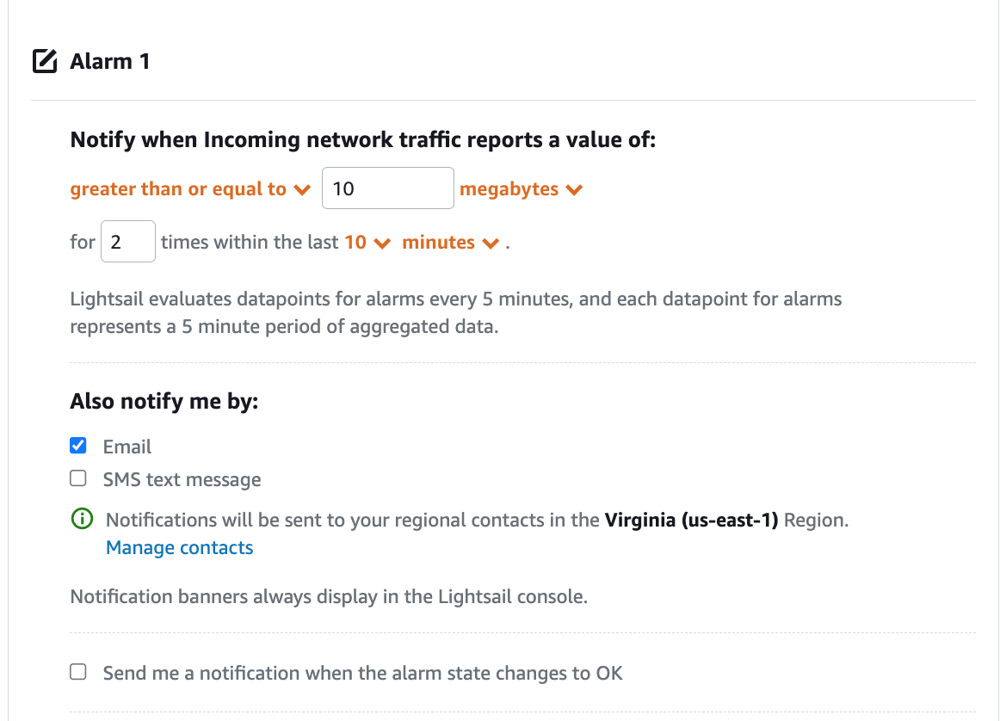 Alarm 1
Notify when Incoming network traffic reports a value of:
greater than or equal to 10 megabytes
for 2 times within the last 10 minutes .
Lightsail evaluates datapoints for alarms every 5 minutes, and each datapoint for alarms
represents a 5 minute period of aggregated data.
Also notify me by:
Email
SMS text message
Notifications will be sent to your regional contacts in the Virginia (us-east-1) Region.
Manage contacts
Notification banners always display in the Lightsail console.
Send me a notification when the alarm state changes to OK